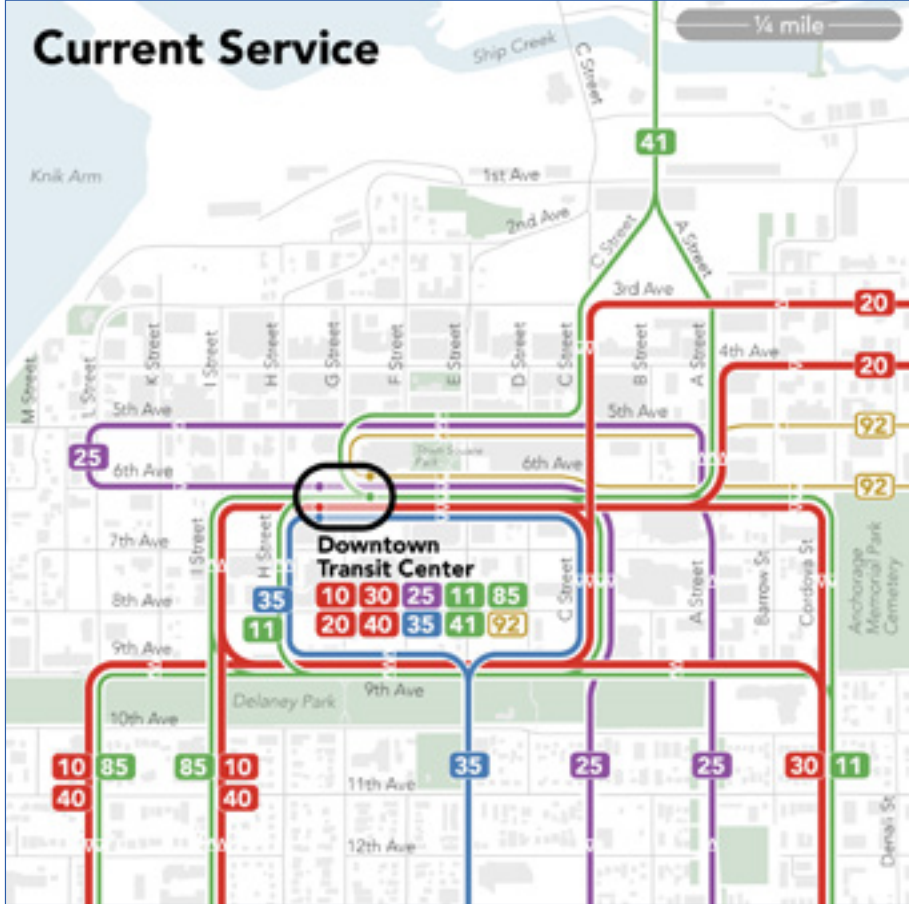 Current Service
¼ mile
Ship Creek
C Street
Knik Arm
41
1st Ave
2nd Ave
C Street
A Street
3rd Ave
20
M Street
L Street
K Street
I Street
H Street
G Street
F Street
E Street
D Street
C Street
B Street
A Street
4th Ave
20
5th Ave
5th Ave
92
25
6th Ave
Town Square
Park
6th Ave
92
7th Ave
I Street
H Street
Downtown
Transit Center
10 30 25 11 85
20 40 35 41 92
35
11
8th Ave
C Street
A Street
Barrow St
Cordova St
Anchorage
Memorial Park
Cemetery
9th Ave
9th Ave
Delaney Park
10th Ave
10 85
40
85 10
40
35
25
25
30 11
11th Ave
12th Ave
Denali St